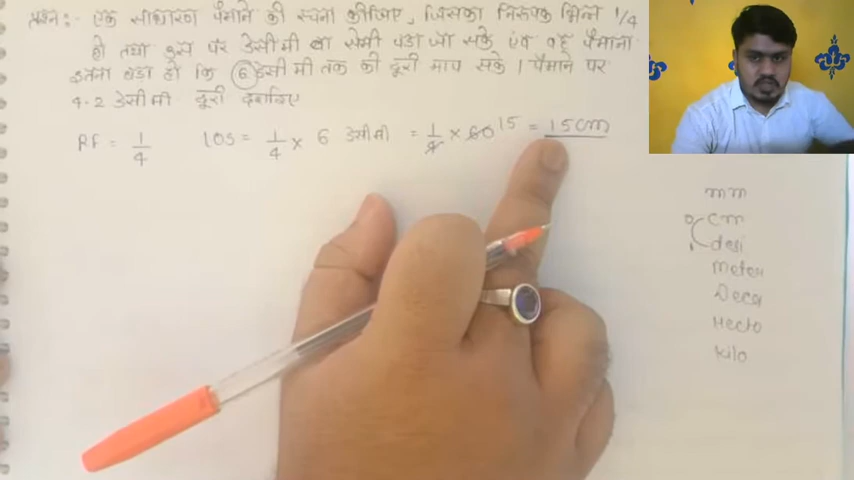 प्रश्न:- एक साधारण पैमाने की रचना कीजिए, जिसका निरूपक भिन्न 1/4
हो तथा इस पर डेसीमी व सेमी पढ़ा जा सके एवं वह पैमाना
इतना बड़ा हो कि 6 डेसीमी तक की दूरी माप सके। पैमाने पर
4.2 डेसीमी दूरी दर्शाइए
RF = 1/4 LOS = 1/4 × 6 डेसीमी = 1/4 × 60 15 = 15cm
mm
cm
desi
Meter
Deca
Hecto
kilo